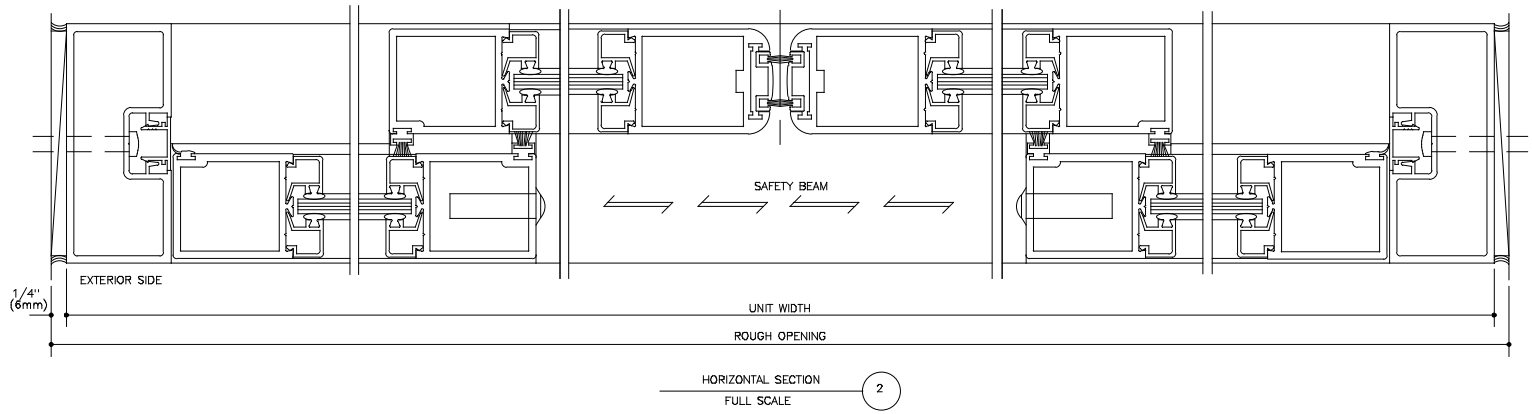 SAFETY BEAM
EXTERIOR SIDE
1/4"
(6mm)
UNIT WIDTH
ROUGH OPENING
HORIZONTAL SECTION
2
FULL SCALE